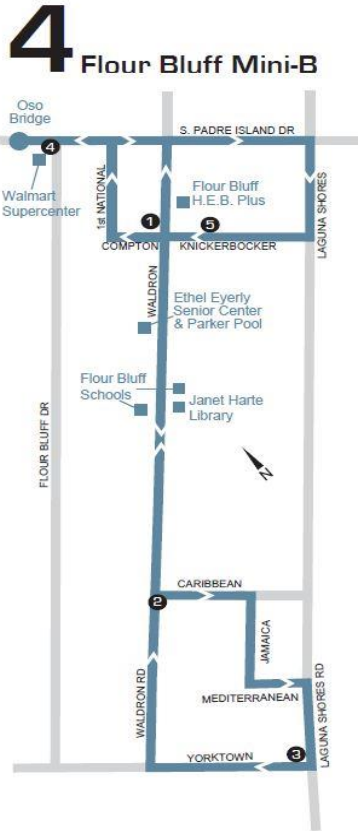 4 Flour Bluff Mini-B
Oso
Bridge
4
S. PADRE ISLAND DR
Walmart
Supercenter
1st NATIONAL
Flour Bluff
H.E.B. Plus
LAGUNA SHORES
1
5
COMPTON
KNICKERBOCKER
WALDRON
Ethel Eyerly
Senior Center
& Parker Pool
Flour Bluff
Schools
Janet Harte
Library
FLOUR BLUFF DR
N
CARIBBEAN
2
JAMAICA
MEDITERRANEAN
WALDRON RD
LAGUNA SHORES RD
YORKTOWN
3